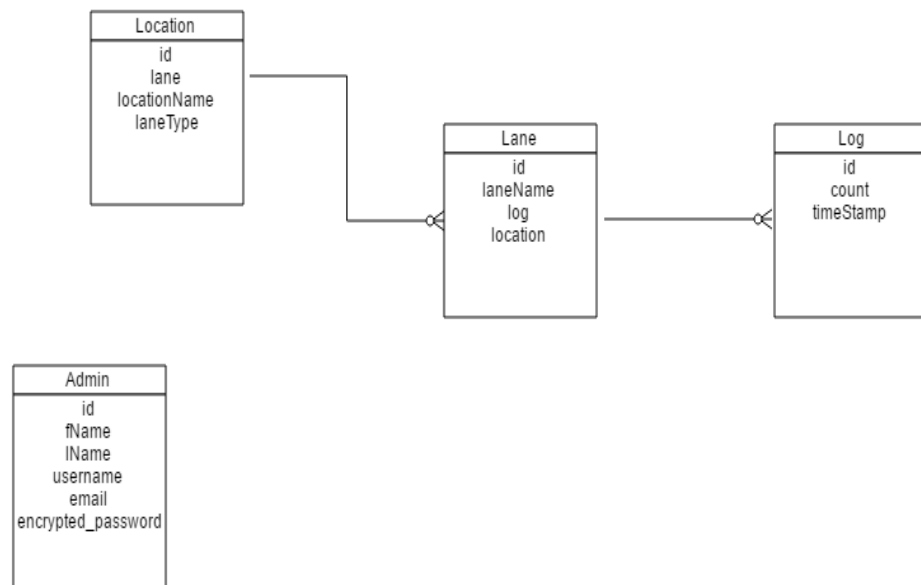 Location
id
lane
locationName
laneType
Lane
id
laneName
log
location
Log
id
count
timeStamp
Admin
id
fName
lName
username
email
encrypted_password